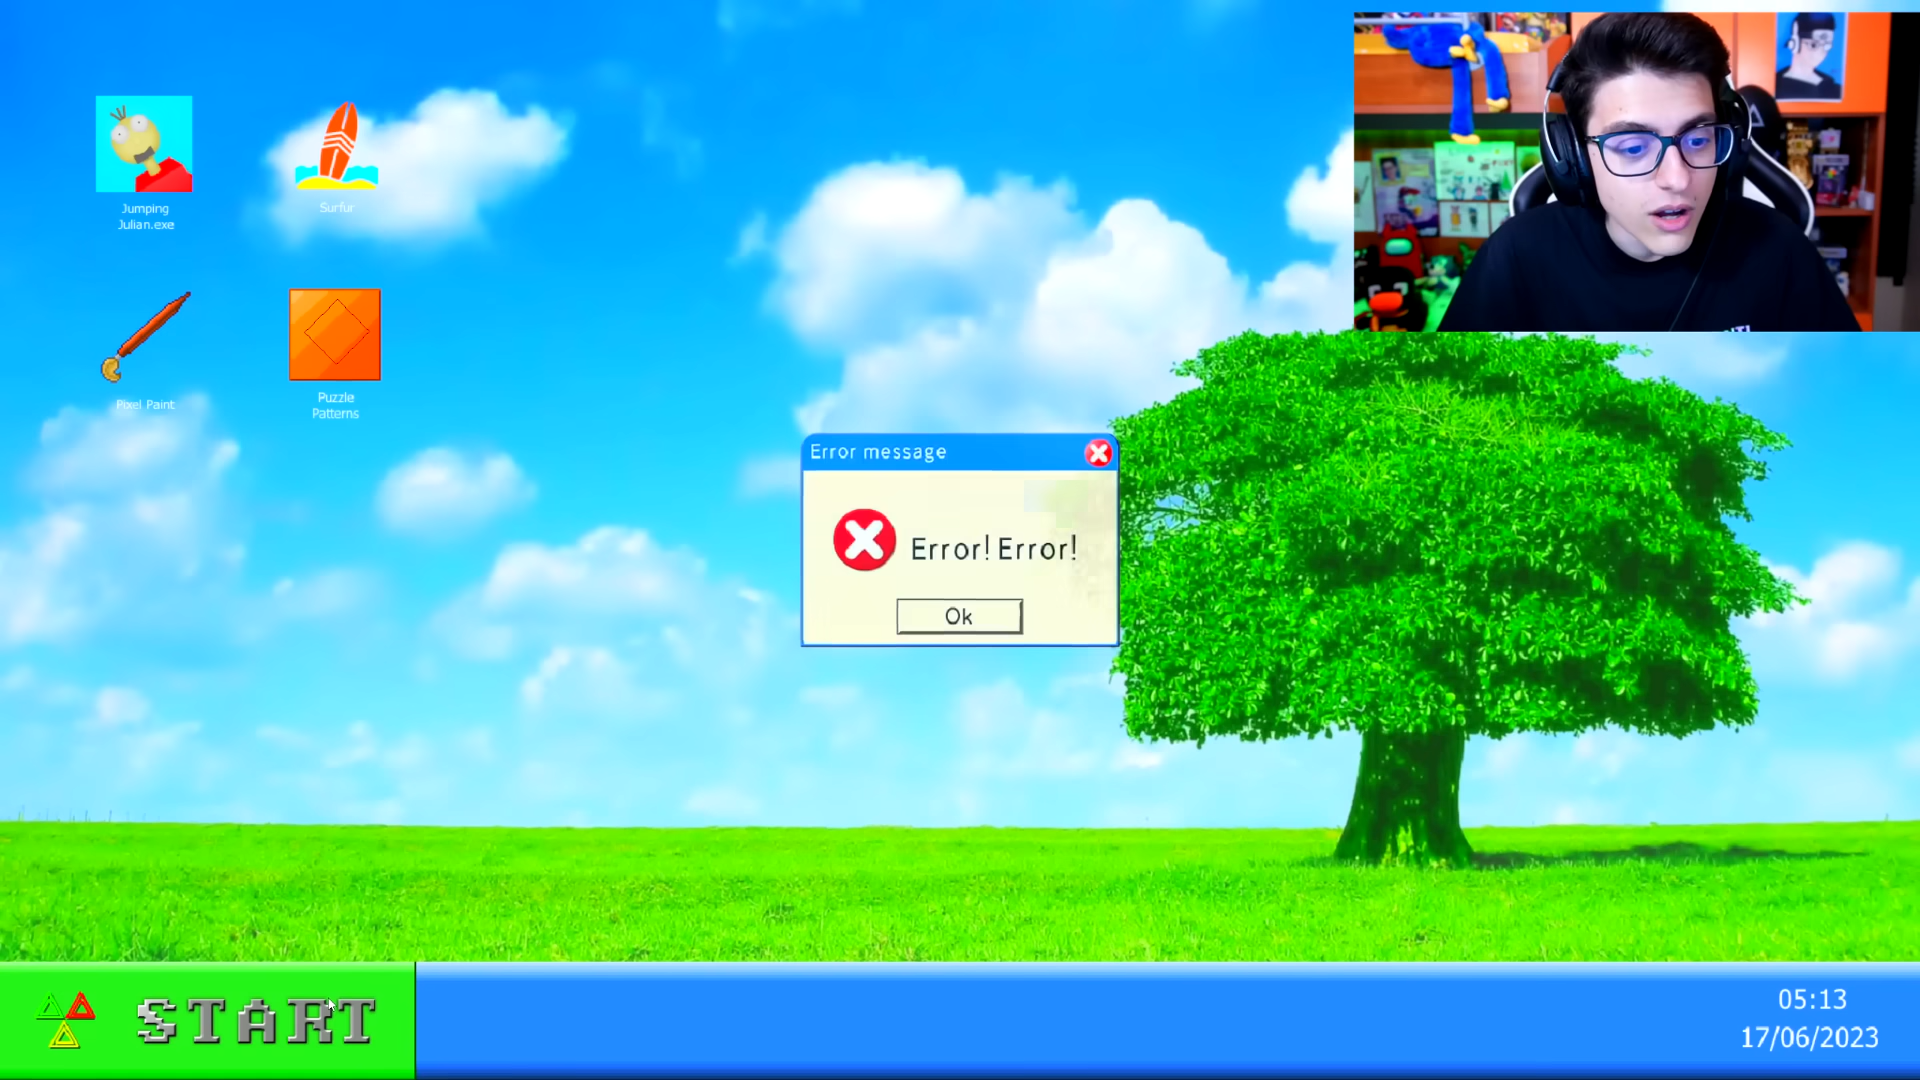 Jumping
Julian.exe
Surfur
Pixel Paint
Puzzle
Patterns
Error message
Error! Error!
Ok
START
05:13
17/06/2023